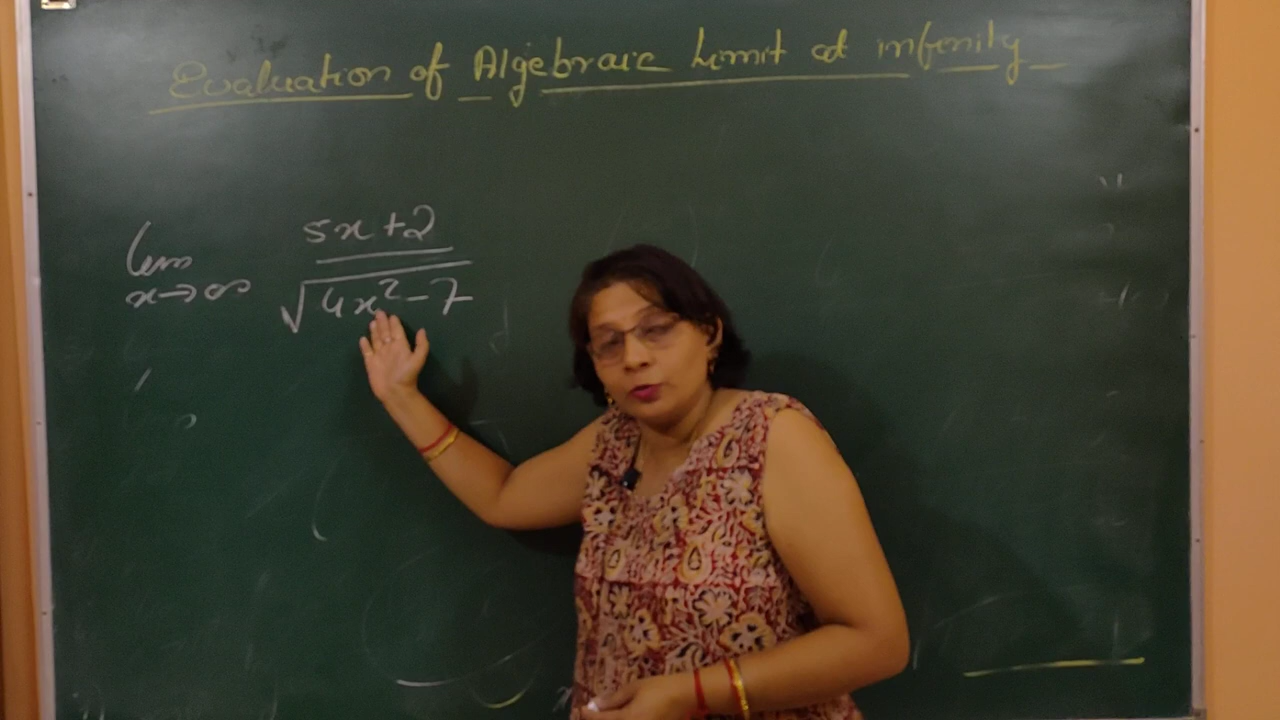 Evaluation of Algebraic Limit at infinity
lim x→∞ 5x+2
√4x²-7